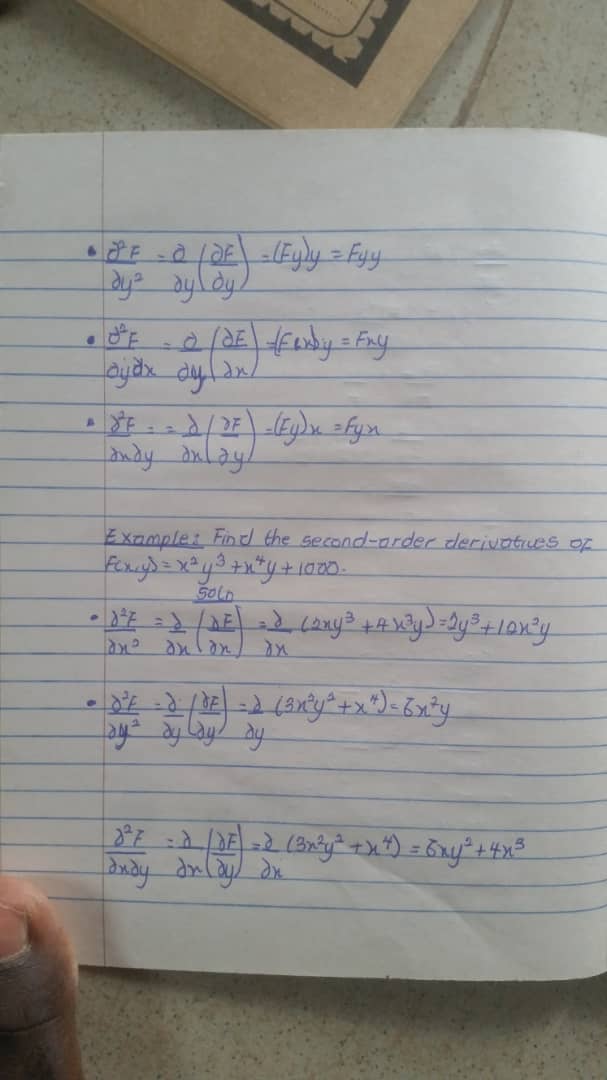 • ∂²F/∂y² = ∂/∂y (∂F/∂y) = (Fy)y = Fyy
• ∂²F/∂y∂x = ∂/∂y (∂F/∂x) = (Fx)y = Fxy
• ∂²F/∂x∂y = = ∂/∂x (∂F/∂y) = (Fy)x = Fyx
Example: Find the second-order derivatives of
F(x,y) = x²y³ + x⁴y + 1000.
Soln
• ∂²F/∂x² = ∂/∂x (∂F/∂x) = ∂/∂x (2xy³ + 4x³y) = 2y³ + 12x²y
• ∂²F/∂y² = ∂/∂y (∂F/∂y) = ∂/∂y (3x²y² + x⁴) = 6x²y
∂²F/∂x∂y = ∂/∂x (∂F/∂y) = ∂/∂x (3x²y² + x⁴) = 6xy² + 4x³